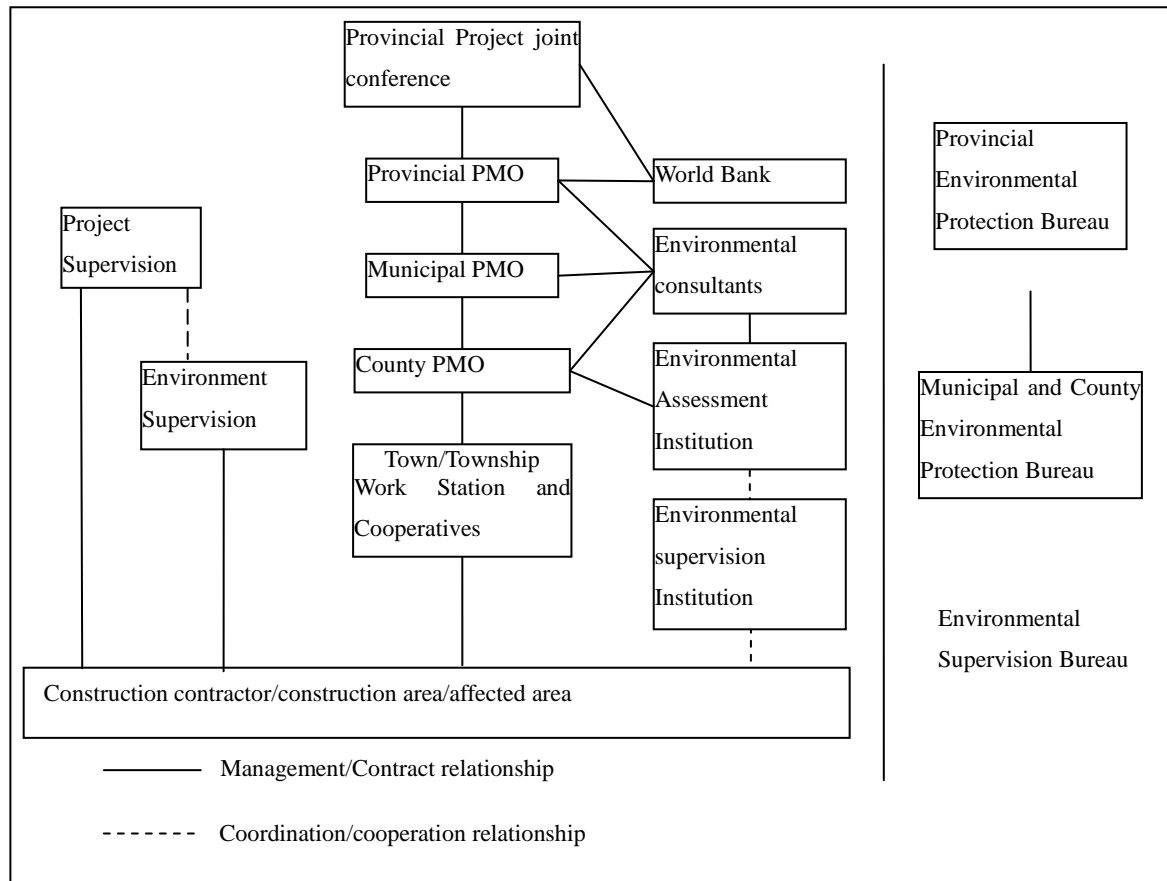 Provincial Project joint
conference
Provincial PMO
World Bank
Provincial
Environmental
Protection Bureau
Project
Supervision
Municipal PMO
Environmental
consultants
Environment
Supervision
County PMO
Environmental
Assessment
Institution
Municipal and County
Environmental
Protection Bureau
Town/Township
Work Station and
Cooperatives
Environmental
supervision
Institution
Environmental
Supervision Bureau
Construction contractor/construction area/affected area
Management/Contract relationship
Coordination/cooperation relationship